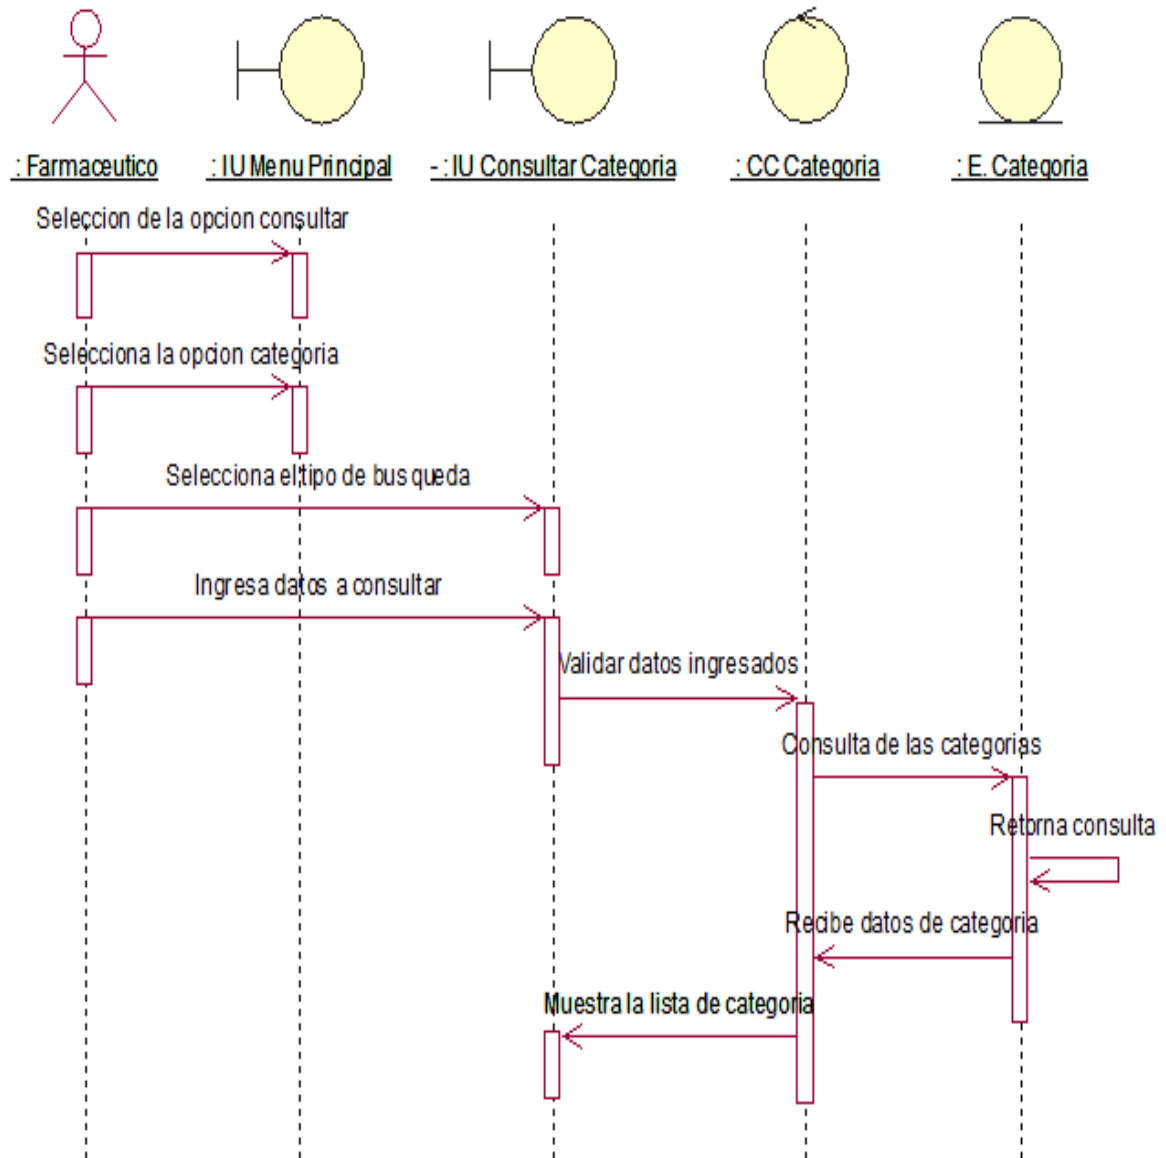 : Farmaceutico
: IU Menu Principal
- : IU Consultar Categoria
: CC Categoria
: E. Categoria
Seleccion de la opcion consultar
Selecciona la opcion categoria
Selecciona el tipo de busqueda
Ingresa datos a consultar
Validar datos ingresados
Consulta de las categorias
Retorna consulta
Recibe datos de categoria
Muestra la lista de categoria